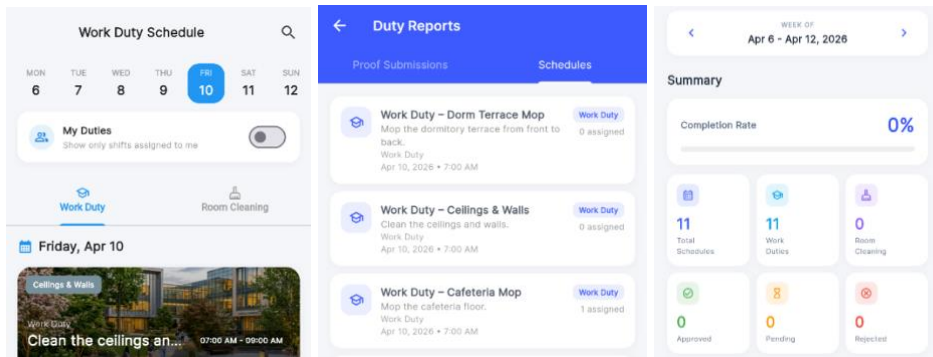 Work Duty Schedule
MON TUE WED THU FRI SAT SUN
6 7 8 9 10 11 12
My Duties
Show only shifts assigned to me
Work Duty
Room Cleaning
Friday, Apr 10
Ceilings & Walls
Work Duty
Clean the ceilings an...
07:00 AM - 09:00 AM
Duty Reports
Proof Submissions
Schedules
Work Duty – Dorm Terrace Mop
Work Duty
Mop the dormitory terrace from front to
0 assigned
back.
Work Duty
Apr 10, 2026 • 7:00 AM
Work Duty – Ceilings & Walls
Work Duty
Clean the ceilings and walls.
0 assigned
Work Duty
Apr 10, 2026 • 7:00 AM
Work Duty – Cafeteria Mop
Work Duty
Mop the cafeteria floor.
1 assigned
Work Duty
Apr 10, 2026 • 7:00 AM
WEEK OF
Apr 6 - Apr 12, 2026
Summary
Completion Rate
0%
11
Total
Schedules
11
Work
Duties
0
Room
Cleaning
0
Approved
0
Pending
0
Rejected